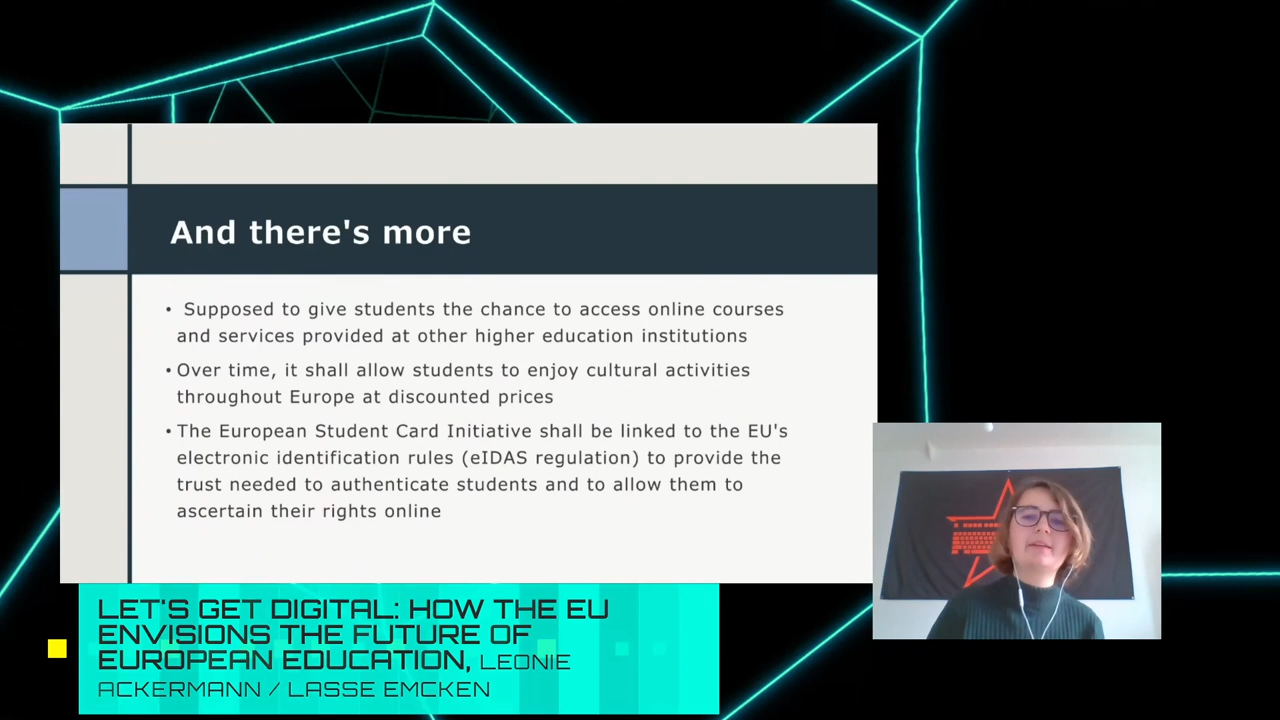 And there's more
• Supposed to give students the chance to access online courses
and services provided at other higher education institutions
• Over time, it shall allow students to enjoy cultural activities
throughout Europe at discounted prices
• The European Student Card Initiative shall be linked to the EU's
electronic identification rules (eIDAS regulation) to provide the
trust needed to authenticate students and to allow them to
ascertain their rights online
LET'S GET DIGITAL: HOW THE EU
ENVISIONS THE FUTURE OF
EUROPEAN EDUCATION, LEONIE
ACKERMANN / LASSE EMCKEN